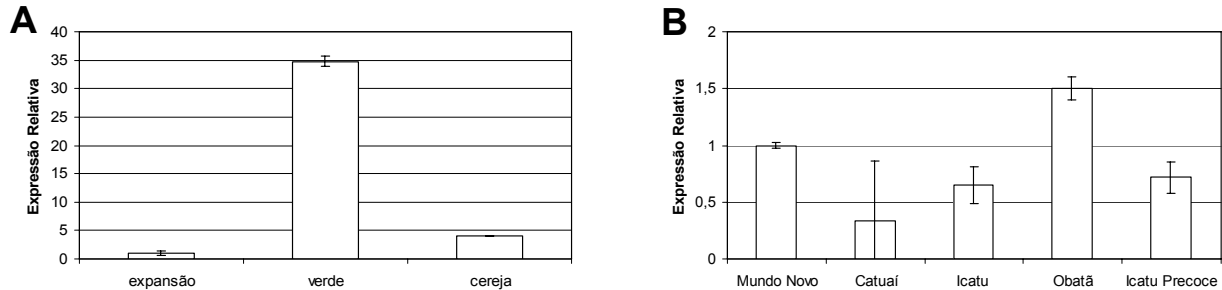 A
Expressão Relativa
40
35
30
25
20
15
10
5
0
expansão verde cereja
B
Expressão Relativa
2
1,5
1
0,5
0
Mundo Novo Catuaí Icatu Obatã Icatu Precoce